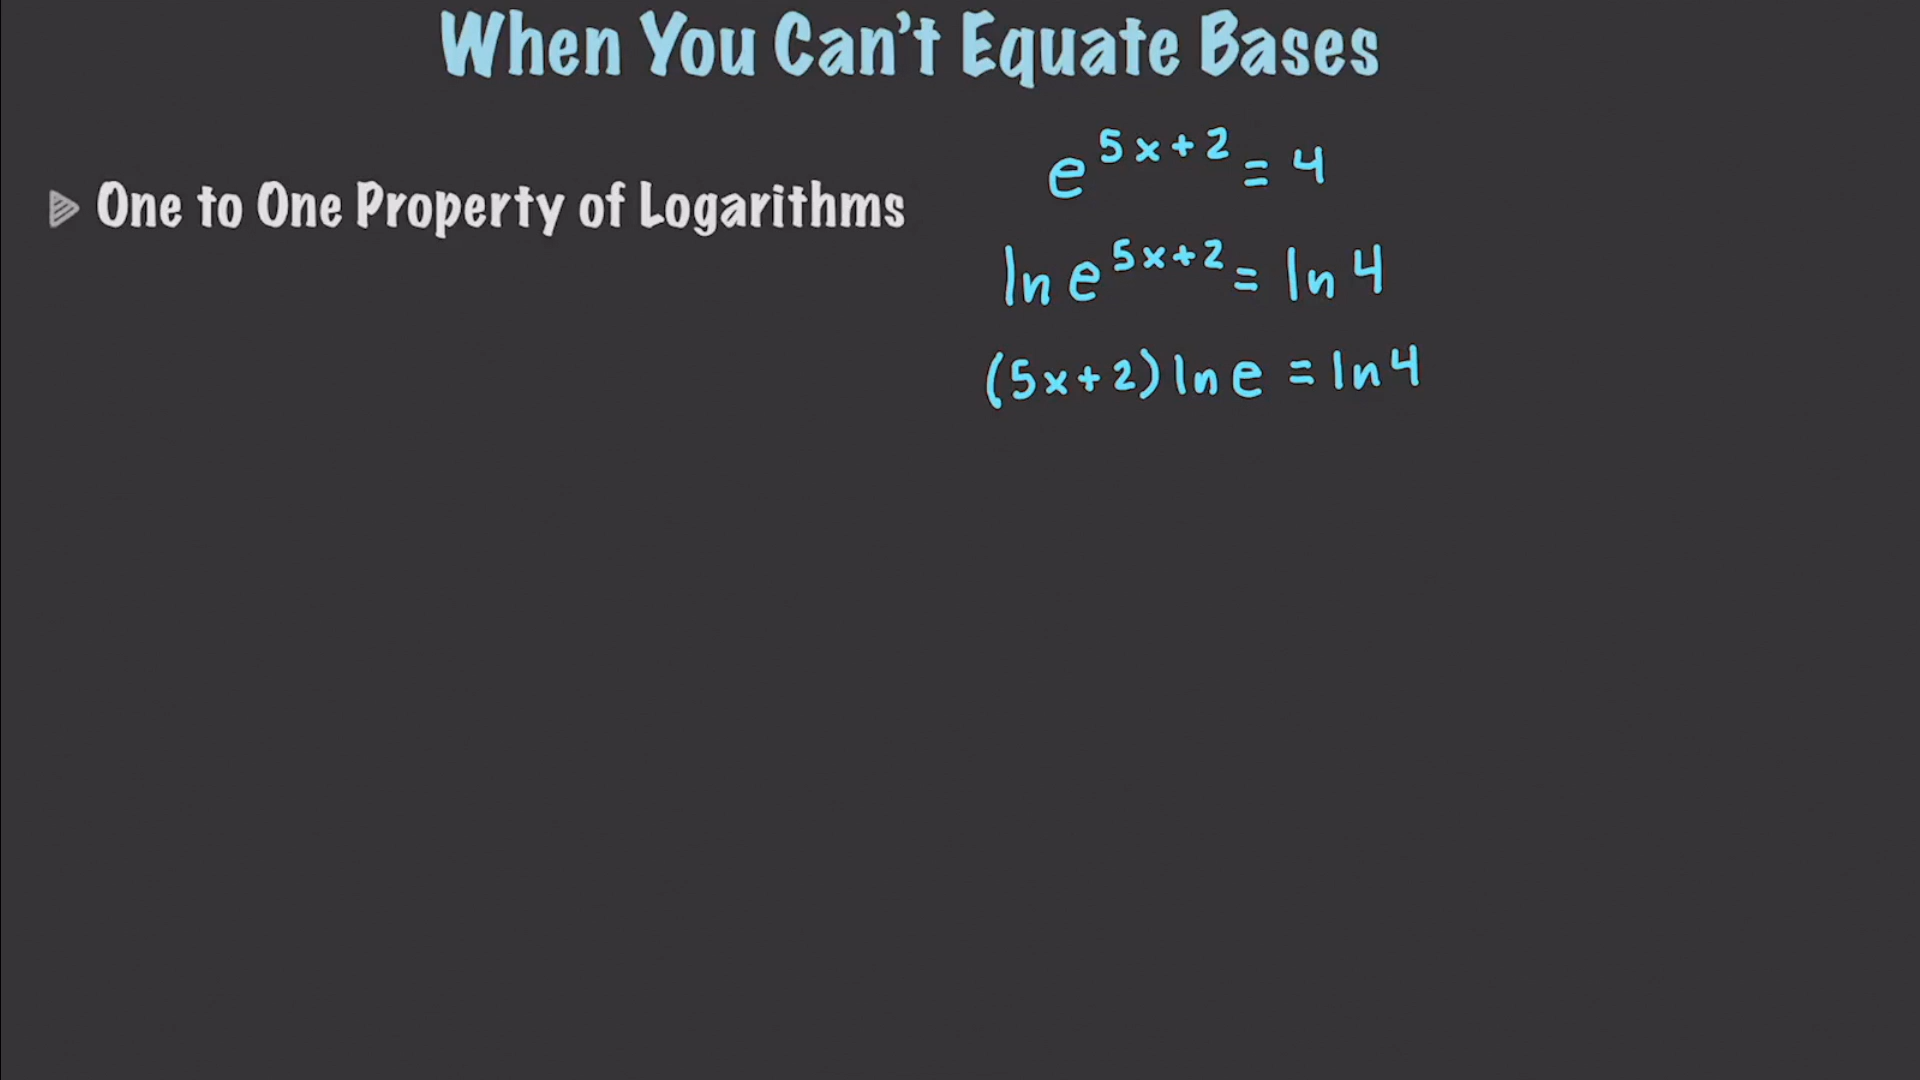 When You Can't Equate Bases
One to One Property of Logarithms
e^{5x+2} = 4
ln e^{5x+2} = ln 4
(5x+2) ln e = ln 4